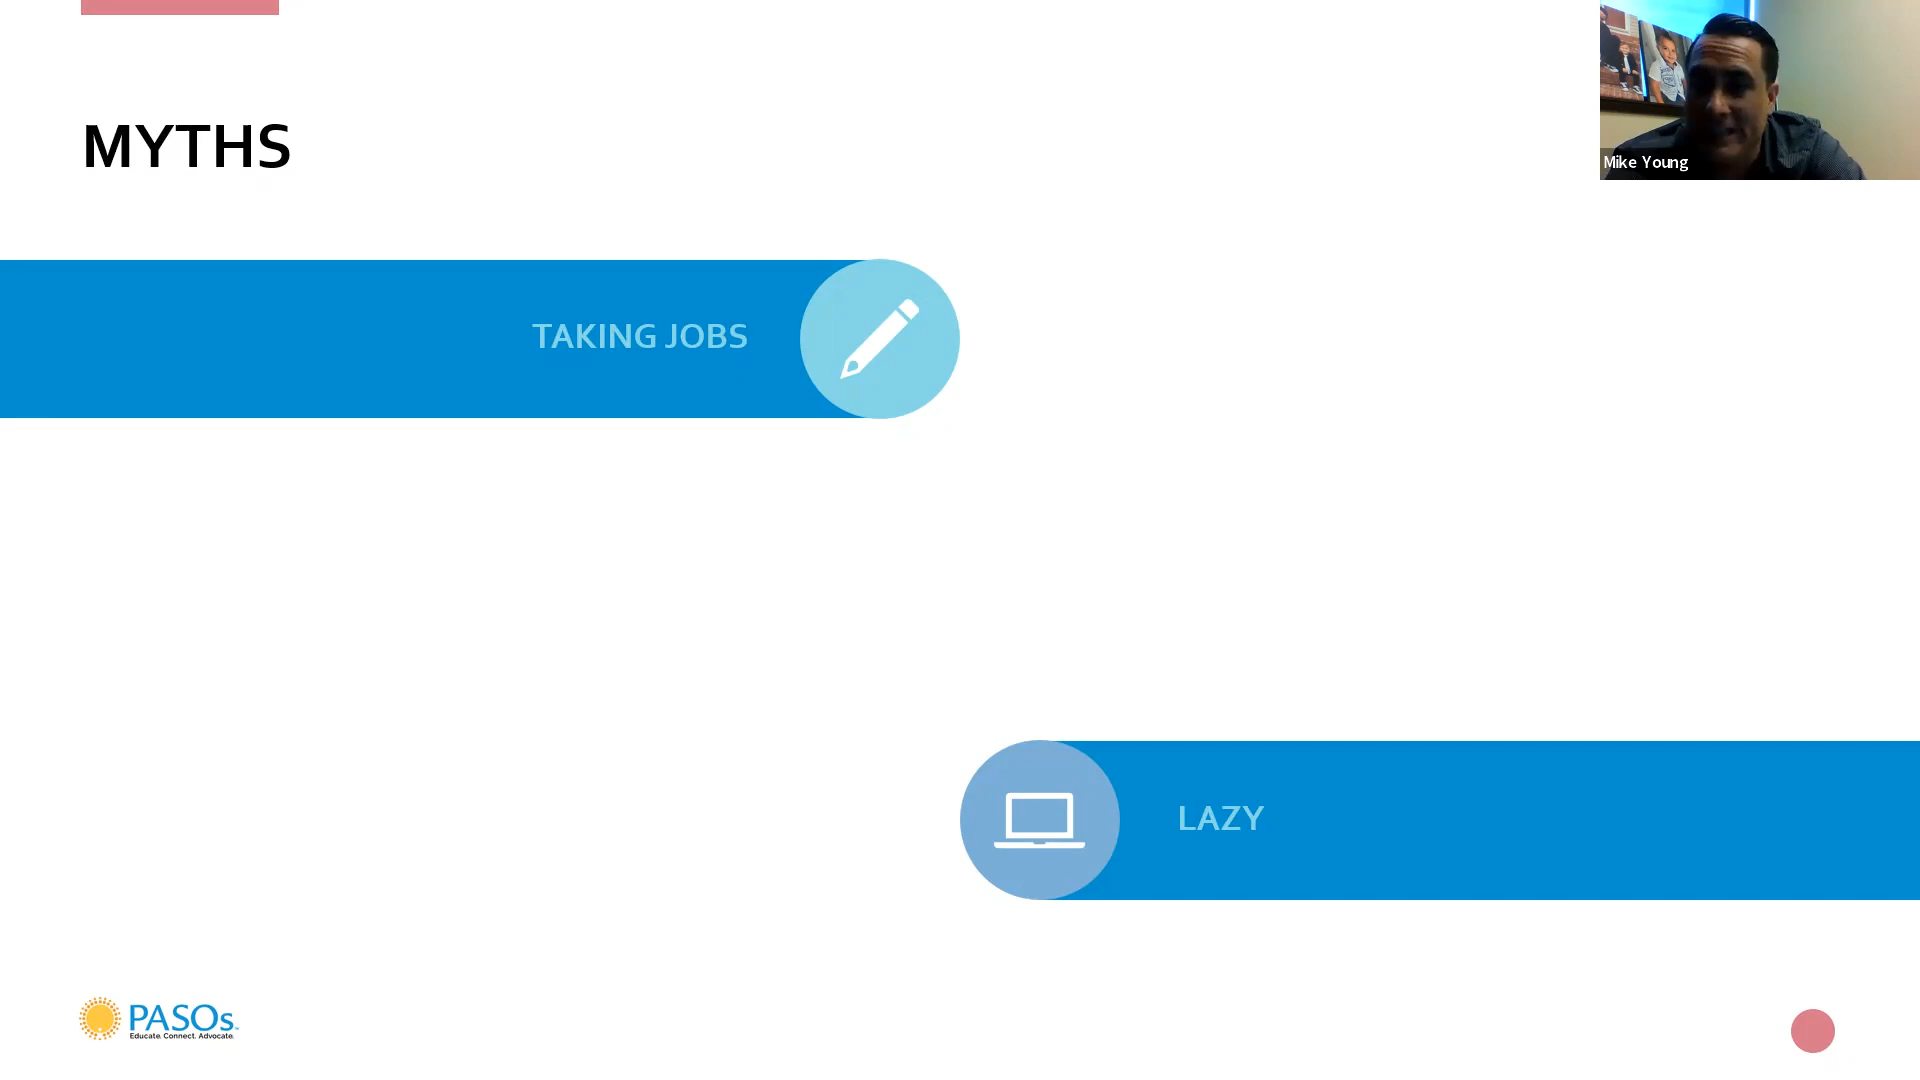 MYTHS
Mike Young
TAKING JOBS
LAZY
PASOs
Educate. Connect. Advocate.